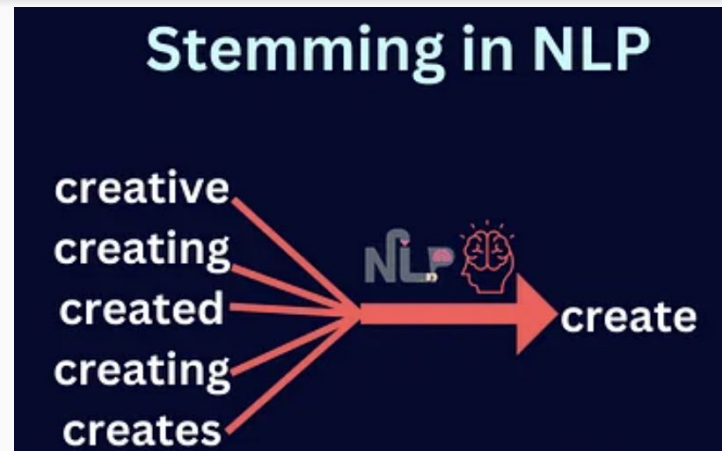 Stemming in NLP
creative
creating
NLP
created
create
creating
creates